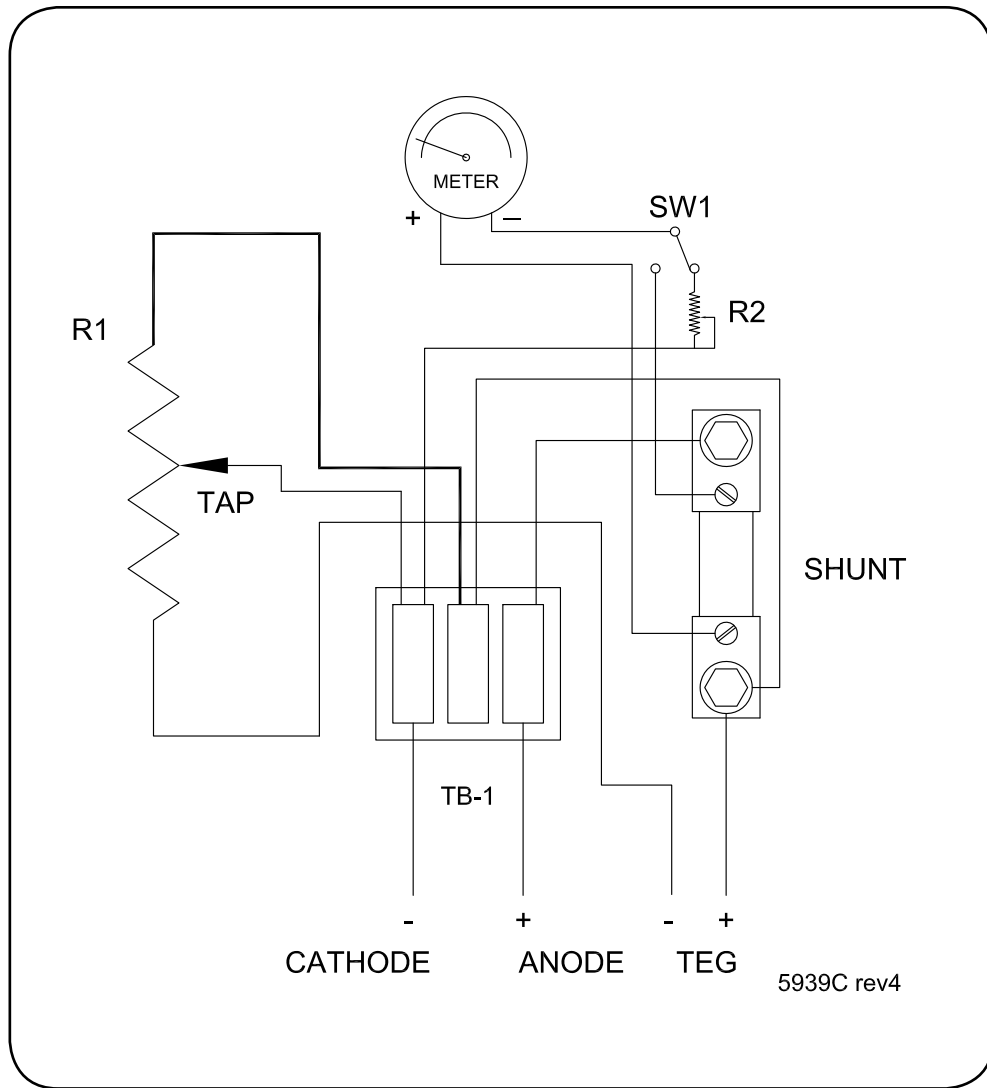 METER
+ –
SW1
R1
R2
TAP
SHUNT
TB-1
- + - +
CATHODE ANODE TEG
5939C rev4